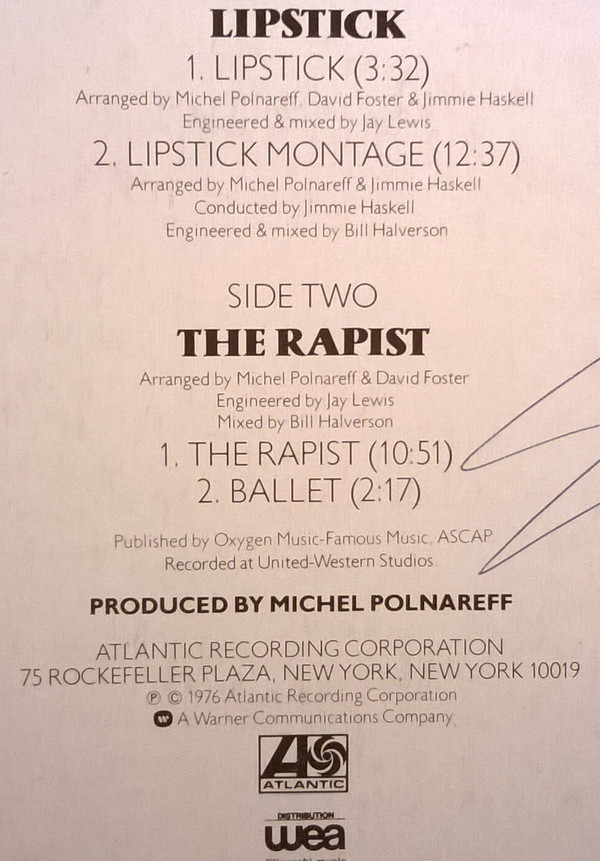 LIPSTICK
1. LIPSTICK (3:32)
Arranged by Michel Polnareff, David Foster & Jimmie Haskell
Engineered & mixed by Jay Lewis
2. LIPSTICK MONTAGE (12:37)
Arranged by Michel Polnareff & Jimmie Haskell
Conducted by Jimmie Haskell
Engineered & mixed by Bill Halverson
SIDE TWO
THE RAPIST
Arranged by Michel Polnareff & David Foster
Engineered by Jay Lewis
Mixed by Bill Halverson
1. THE RAPIST (10:51)
2. BALLET (2:17)
Published by Oxygen Music-Famous Music, ASCAP
Recorded at United-Western Studios
PRODUCED BY MICHEL POLNAREFF
ATLANTIC RECORDING CORPORATION
75 ROCKEFELLER PLAZA, NEW YORK, NEW YORK 10019
℗ © 1976 Atlantic Recording Corporation
A Warner Communications Company
ATLANTIC
DISTRIBUTION
wea